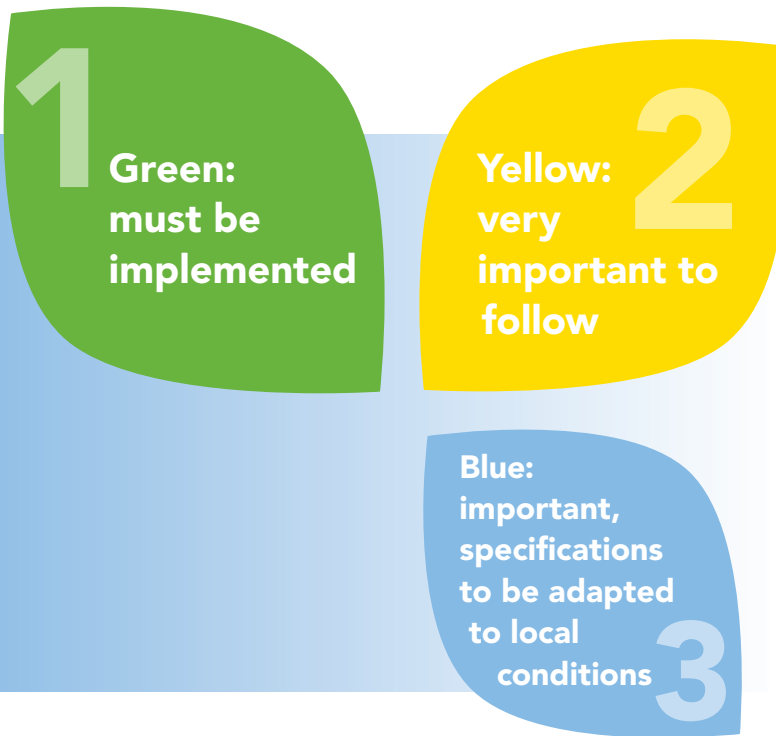 1
Green:
must be
implemented
2
Yellow:
very
important to
follow
Blue:
important,
specifications
to be adapted
to local
conditions
3